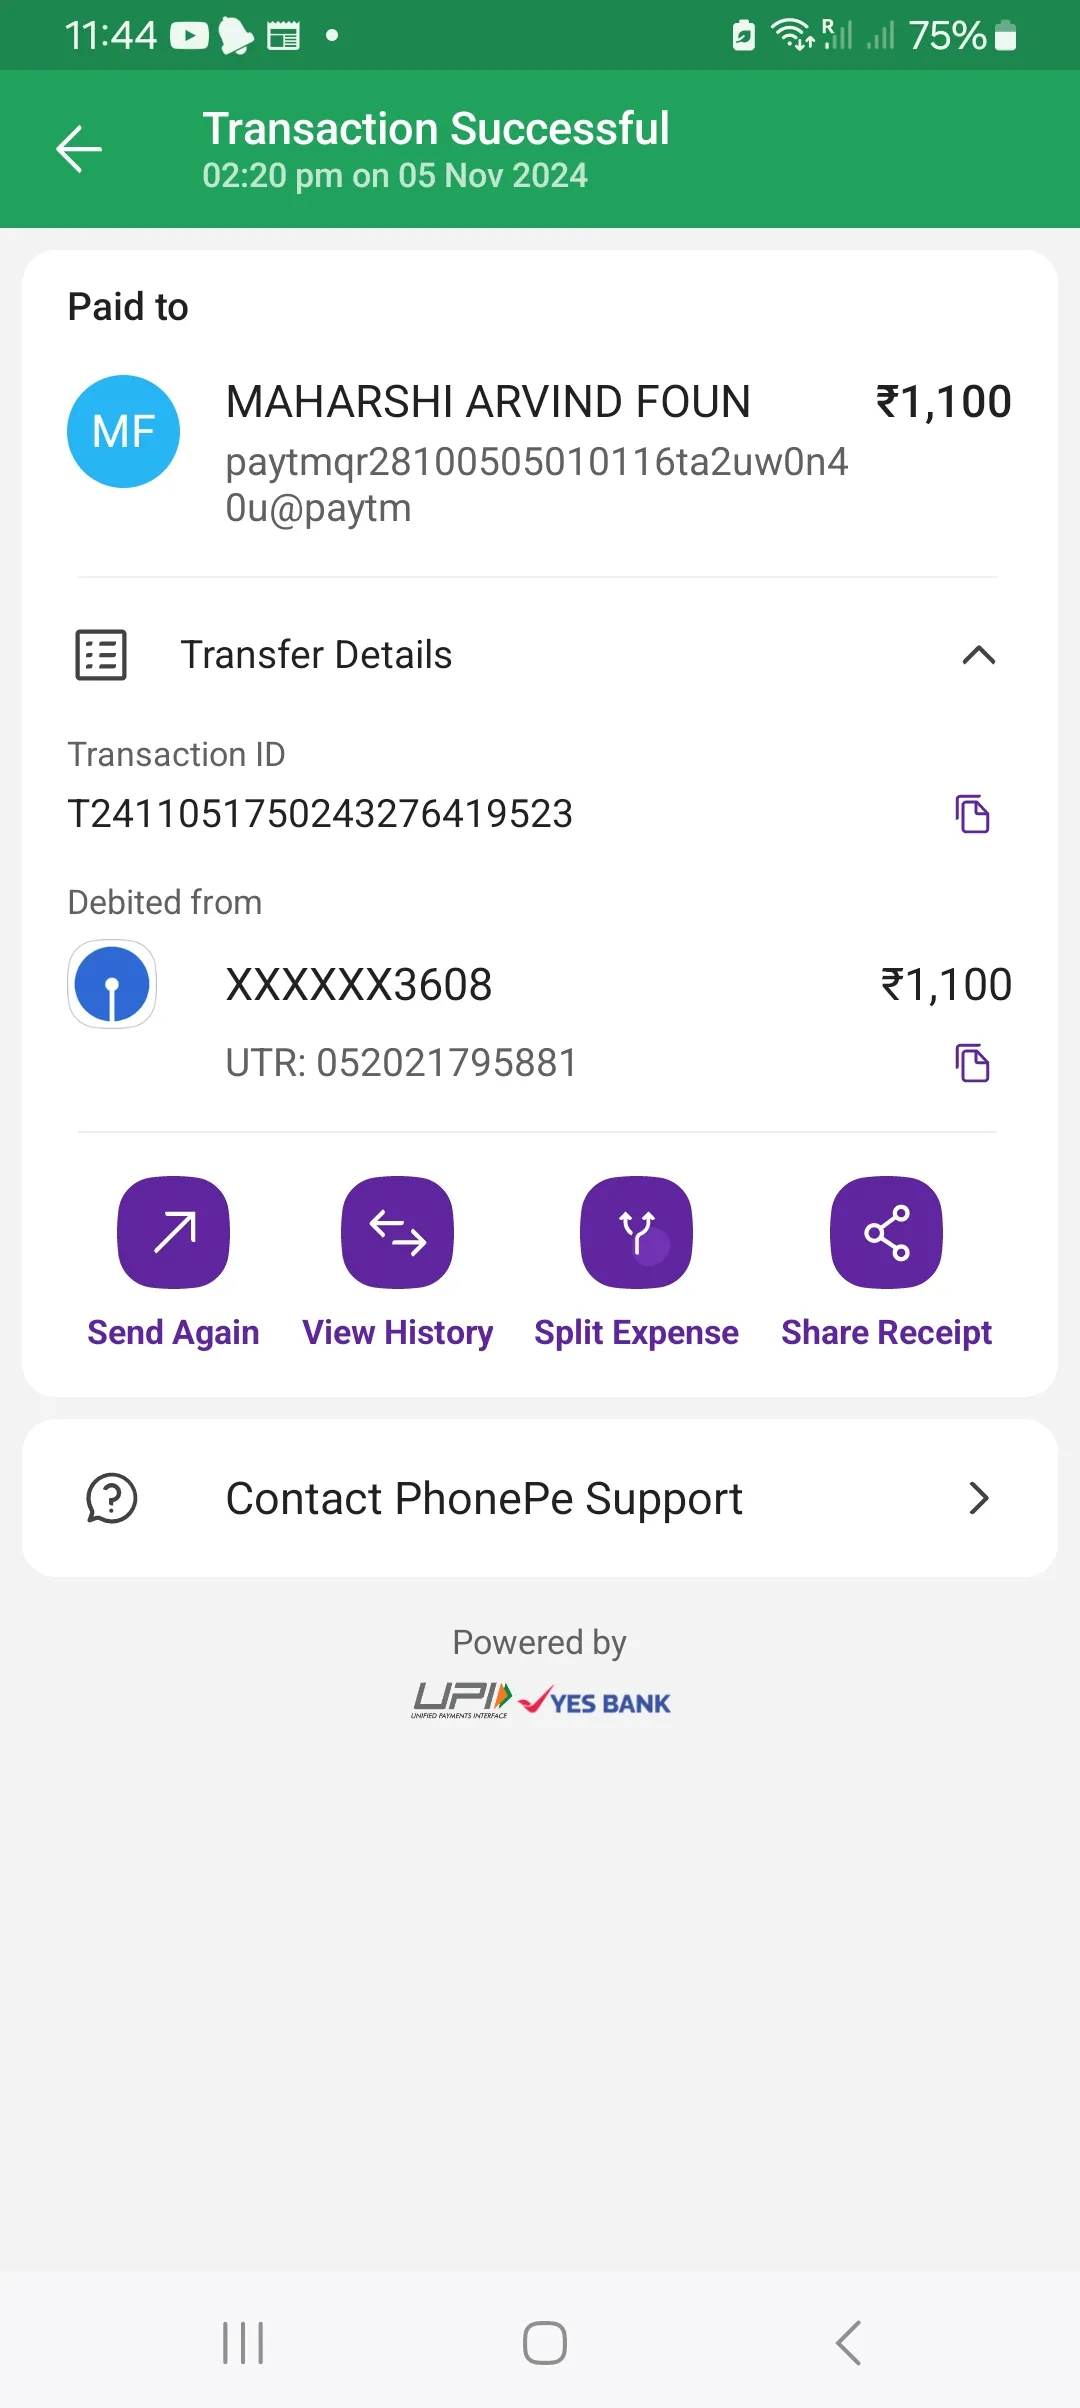 11:44
R
75%
Transaction Successful
02:20 pm on 05 Nov 2024
Paid to
MF
MAHARSHI ARVIND FOUN
₹1,100
paytmqr28100505010116ta2uw0n4
0u@paytm
Transfer Details
Transaction ID
T2411051750243276419523
Debited from
XXXXXX3608
₹1,100
UTR: 052021795881
Send Again
View History
Split Expense
Share Receipt
Contact PhonePe Support
Powered by
UPI
UNIFIED PAYMENTS INTERFACE
YES BANK